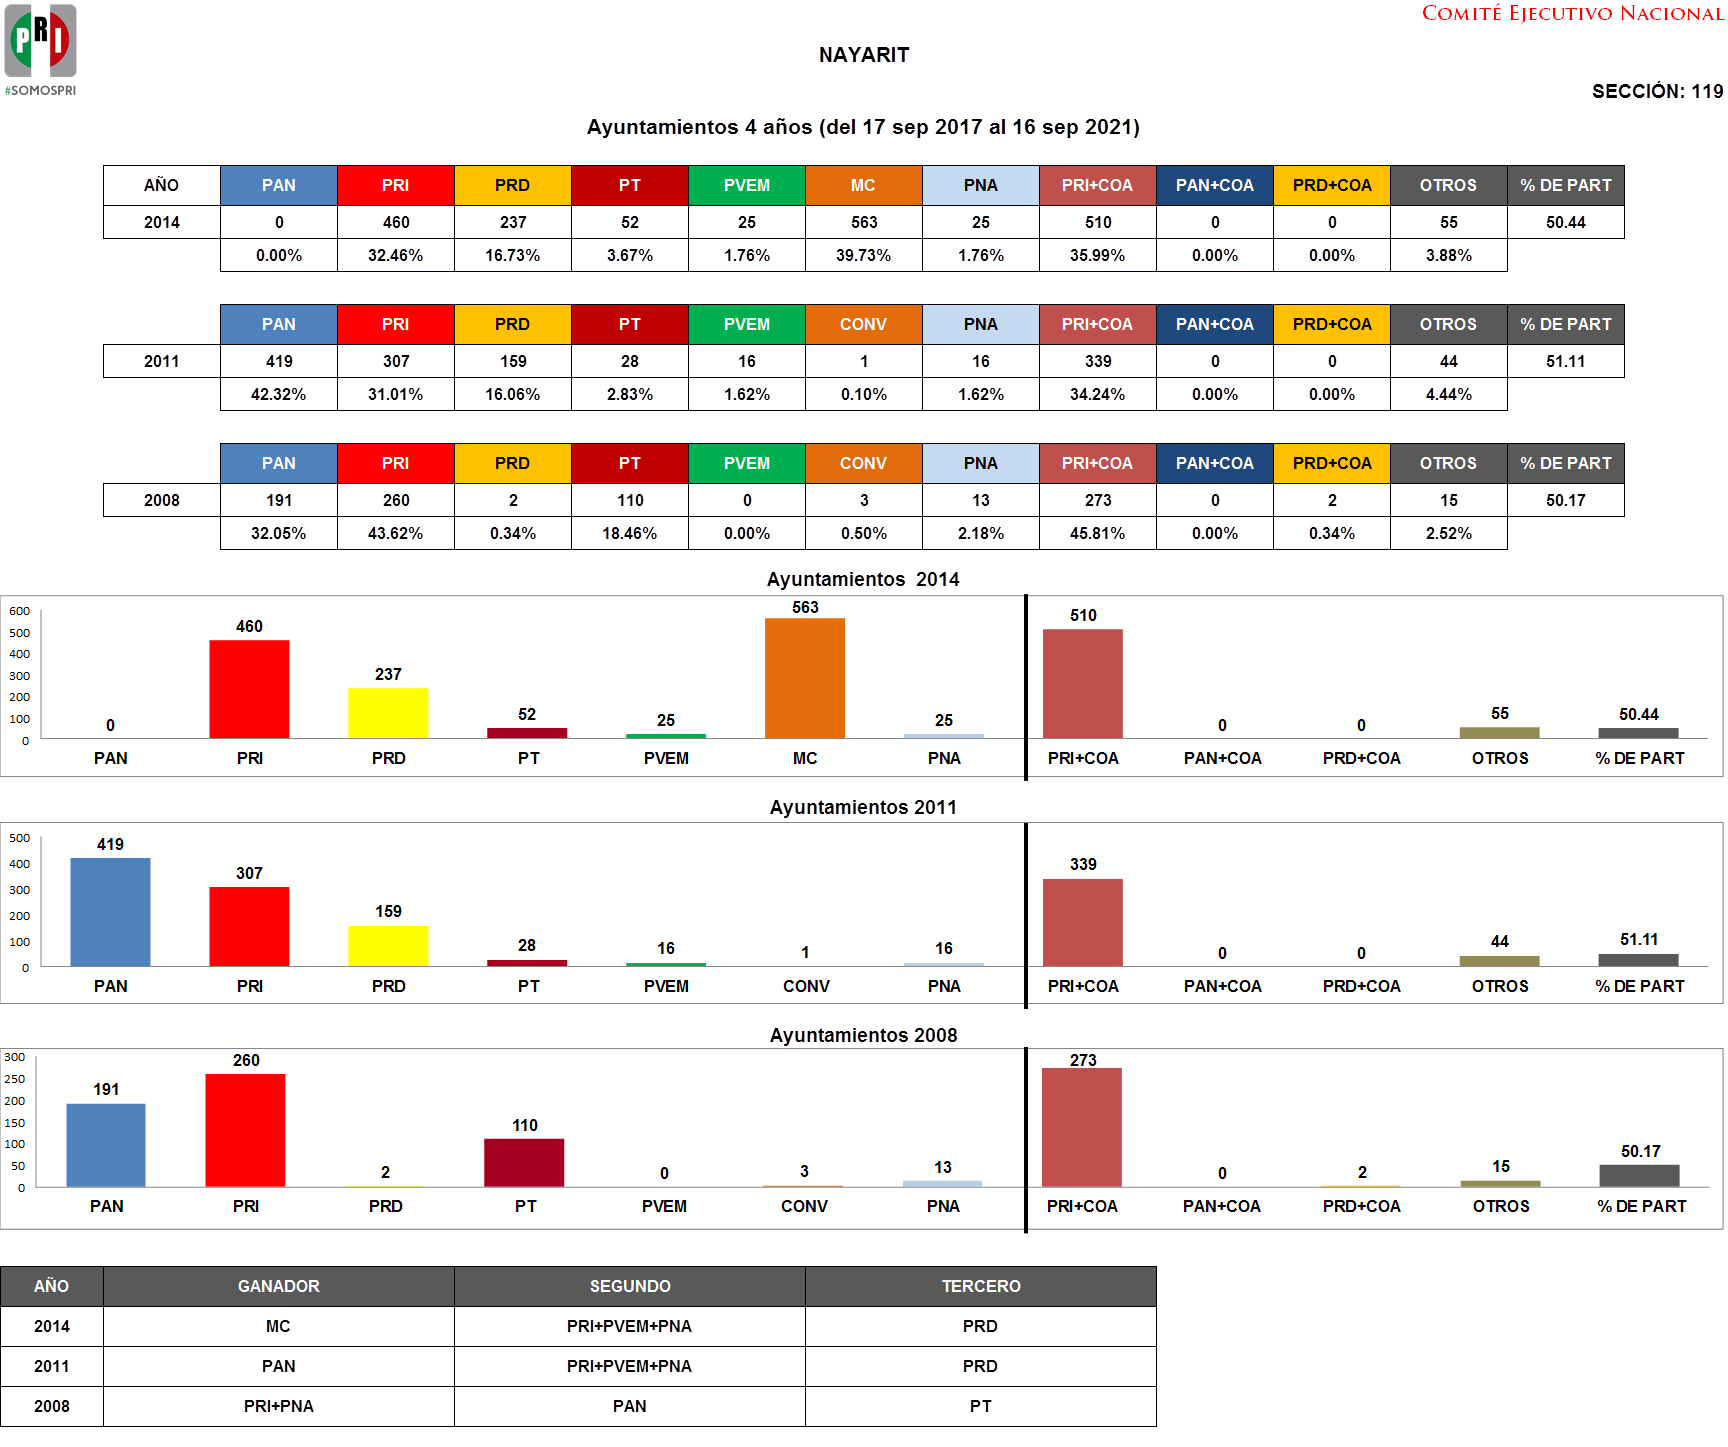 COMITÉ EJECUTIVO NACIONAL
PRI
#SOMOSPRI
NAYARIT
SECCIÓN: 119
Ayuntamientos 4 años (del 17 sep 2017 al 16 sep 2021)
AÑO PAN PRI PRD PT PVEM MC PNA PRI+COA PAN+COA PRD+COA OTROS % DE PART
2014 0 460 237 52 25 563 25 510 0 0 55 50.44
0.00% 32.46% 16.73% 3.67% 1.76% 39.73% 1.76% 35.99% 0.00% 0.00% 3.88%
PAN PRI PRD PT PVEM CONV PNA PRI+COA PAN+COA PRD+COA OTROS % DE PART
2011 419 307 159 28 16 1 16 339 0 0 44 51.11
42.32% 31.01% 16.06% 2.83% 1.62% 0.10% 1.62% 34.24% 0.00% 0.00% 4.44%
PAN PRI PRD PT PVEM CONV PNA PRI+COA PAN+COA PRD+COA OTROS % DE PART
2008 191 260 2 110 0 3 13 273 0 2 15 50.17
32.05% 43.62% 0.34% 18.46% 0.00% 0.50% 2.18% 45.81% 0.00% 0.34% 2.52%
Ayuntamientos 2014
600
500
400
300
200
100
0
0 460 237 52 25 563 25 510 0 0 55 50.44
PAN PRI PRD PT PVEM MC PNA PRI+COA PAN+COA PRD+COA OTROS % DE PART
Ayuntamientos 2011
500
400
300
200
100
0
419 307 159 28 16 1 16 339 0 0 44 51.11
PAN PRI PRD PT PVEM CONV PNA PRI+COA PAN+COA PRD+COA OTROS % DE PART
Ayuntamientos 2008
300
250
200
150
100
50
0
191 260 2 110 0 3 13 273 0 2 15 50.17
PAN PRI PRD PT PVEM CONV PNA PRI+COA PAN+COA PRD+COA OTROS % DE PART
AÑO GANADOR SEGUNDO TERCERO
2014 MC PRI+PVEM+PNA PRD
2011 PAN PRI+PVEM+PNA PRD
2008 PRI+PNA PAN PT